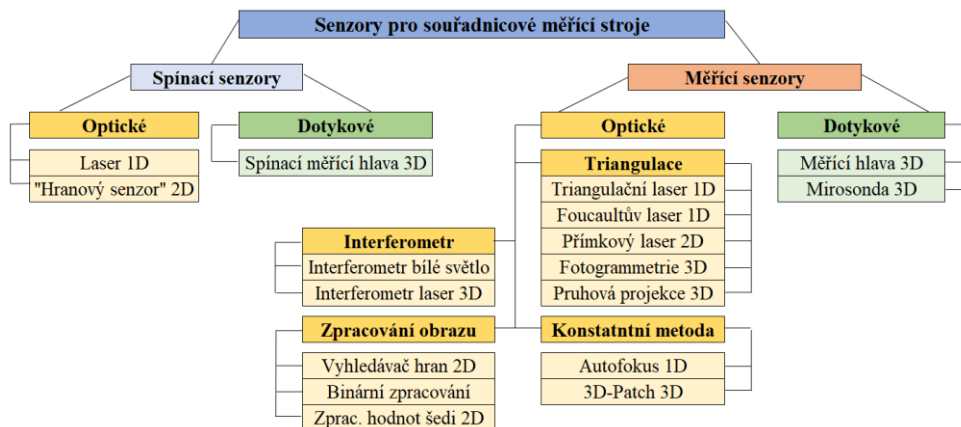 Senzory pro souřadnicové měřící stroje
Spínací senzory
Měřící senzory
Optické
Dotykové
Optické
Dotykové
Laser 1D
"Hranový senzor" 2D
Spínací měřící hlava 3D
Triangulace
Triangulační laser 1D
Foucaultův laser 1D
Přímkový laser 2D
Fotogrammetrie 3D
Pruhová projekce 3D
Měřící hlava 3D
Mirosonda 3D
Interferometr
Interferometr bílé světlo
Interferometr laser 3D
Zpracování obrazu
Vyhledávač hran 2D
Binární zpracování
Zprac. hodnot šedi 2D
Konstatntní metoda
Autofokus 1D
3D-Patch 3D